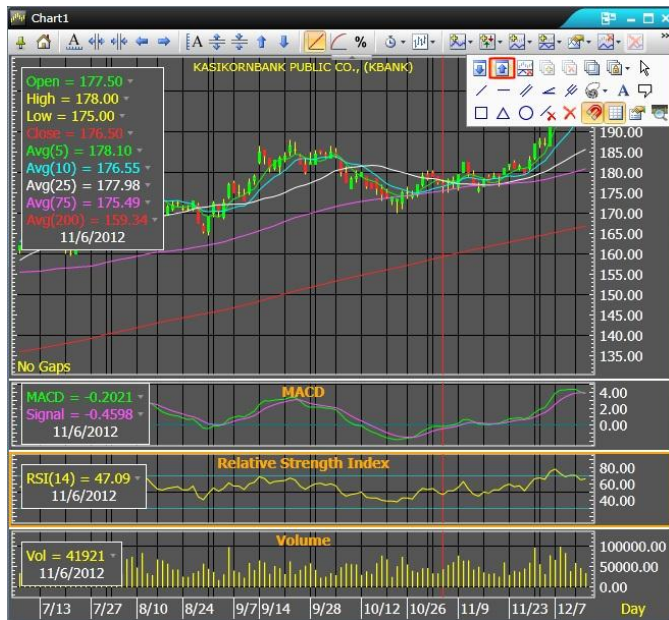 Chart1
A
A
%
A
KASIKORNBANK PUBLIC CO., (KBANK)
Open = 177.50
High = 178.00
Low = 175.00
Close = 176.50
Avg(5) = 178.10
Avg(10) = 176.55
Avg(25) = 177.98
Avg(75) = 175.49
Avg(200) = 159.34
11/6/2012
190.00
185.00
180.00
175.00
170.00
165.00
160.00
155.00
150.00
145.00
140.00
135.00
No Gaps
MACD
MACD = -0.2021
Signal = -0.4598
11/6/2012
4.00
2.00
0.00
Relative Strength Index
RSI(14) = 47.09
11/6/2012
80.00
60.00
40.00
Volume
Vol = 41921
11/6/2012
100000.00
50000.00
0.00
7/13 7/27 8/10 8/24 9/7 9/14 9/28 10/12 10/26 11/9 11/23 12/7 Day